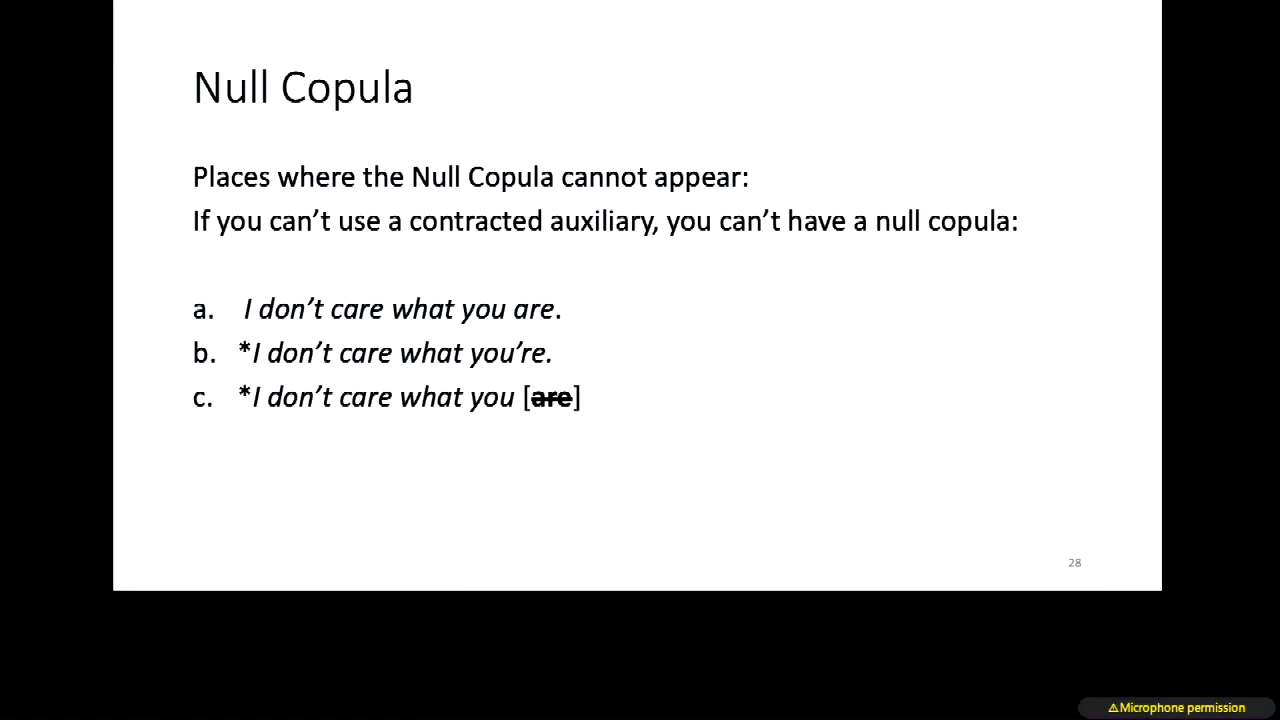 Null Copula
Places where the Null Copula cannot appear:
If you can’t use a contracted auxiliary, you can’t have a null copula:
a. I don’t care what you are.
b. *I don’t care what you’re.
c. *I don’t care what you [are]
28
⚠Microphone permission